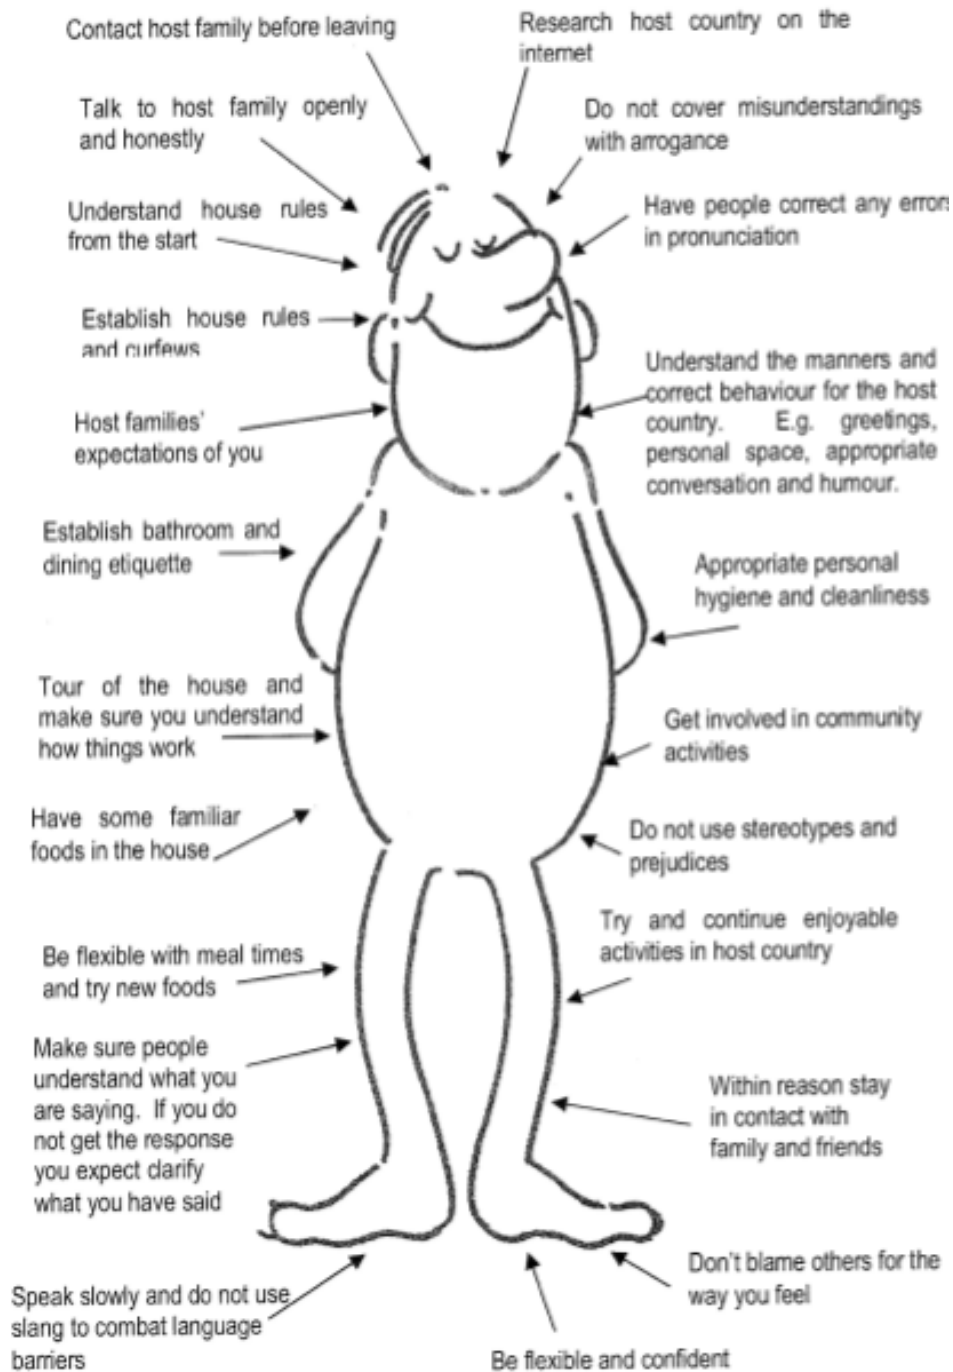 Contact host family before leaving
Research host country on the
internet
Talk to host family openly
and honestly
Do not cover misunderstandings
with arrogance
Understand house rules
from the start
Have people correct any errors
in pronunciation
Establish house rules
and curfews
Understand the manners and
correct behaviour for the host
country. E.g. greetings,
personal space, appropriate
conversation and humour.
Host families'
expectations of you
Establish bathroom and
dining etiquette
Appropriate personal
hygiene and cleanliness
Tour of the house and
make sure you understand
how things work
Get involved in community
activities
Have some familiar
foods in the house
Do not use stereotypes and
prejudices
Try and continue enjoyable
activities in host country
Be flexible with meal times
and try new foods
Make sure people
understand what you
are saying. If you do
not get the response
you expect clarify
what you have said
Within reason stay
in contact with
family and friends
Don't blame others for the
way you feel
Speak slowly and do not use
slang to combat language
barriers
Be flexible and confident